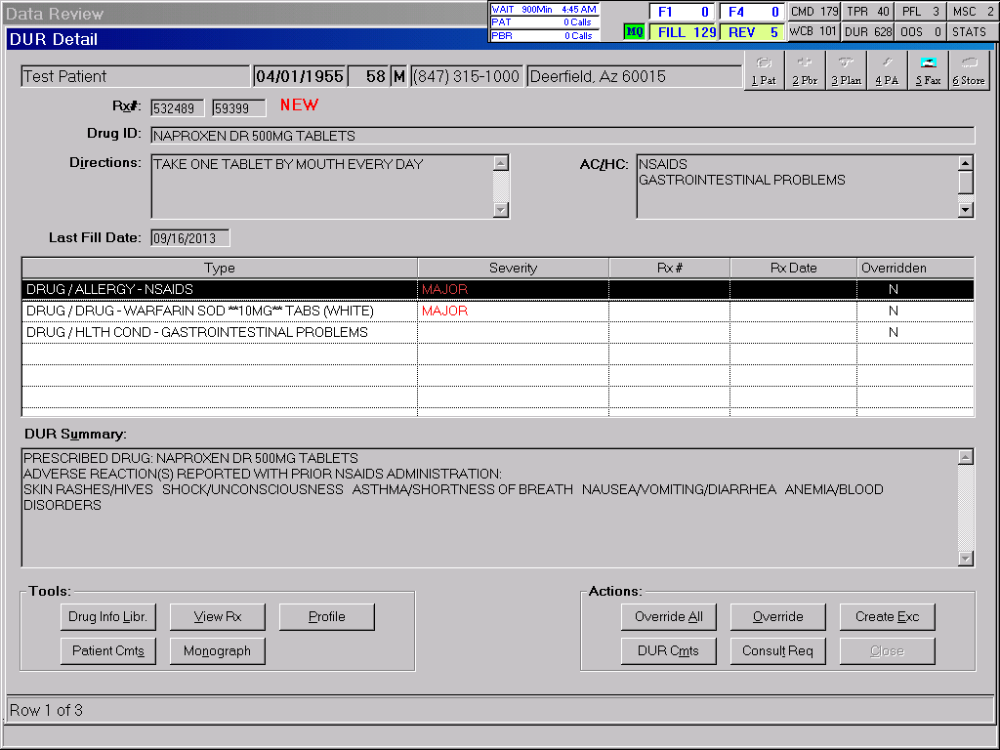 Data Review
WAIT 900Min 4:45 AM
PAT 0 Calls
PBR 0 Calls
MQ
F1 0
F4 0
FILL 129
REV 5
CMD 179
TPR 40
PFL 3
MSC 2
WCB 101
DUR 628
OOS 0
STATS
DUR Detail
Test Patient 04/01/1955 58 M (847) 315-1000 Deerfield, Az 60015
1 Pat
2 Pbr
3 Plan
4 PA
5 Fax
6 Store
Rx#: 532489 59399 NEW
Drug ID: NAPROXEN DR 500MG TABLETS
Directions: TAKE ONE TABLET BY MOUTH EVERY DAY
AC/HC: NSAIDS
GASTROINTESTINAL PROBLEMS
Last Fill Date: 09/16/2013
Type Severity Rx # Rx Date Overridden
DRUG / ALLERGY - NSAIDS MAJOR N
DRUG / DRUG - WARFARIN SOD **10MG** TABS (WHITE) MAJOR N
DRUG / HLTH COND - GASTROINTESTINAL PROBLEMS N
DUR Summary:
PRESCRIBED DRUG: NAPROXEN DR 500MG TABLETS
ADVERSE REACTION(S) REPORTED WITH PRIOR NSAIDS ADMINISTRATION:
SKIN RASHES/HIVES SHOCK/UNCONSCIOUSNESS ASTHMA/SHORTNESS OF BREATH NAUSEA/VOMITING/DIARRHEA ANEMIA/BLOOD
DISORDERS
Tools:
Drug Info Libr. View Rx Profile
Patient Cmts Monograph
Actions:
Override All Override Create Exc
DUR Cmts Consult Req Close
Row 1 of 3